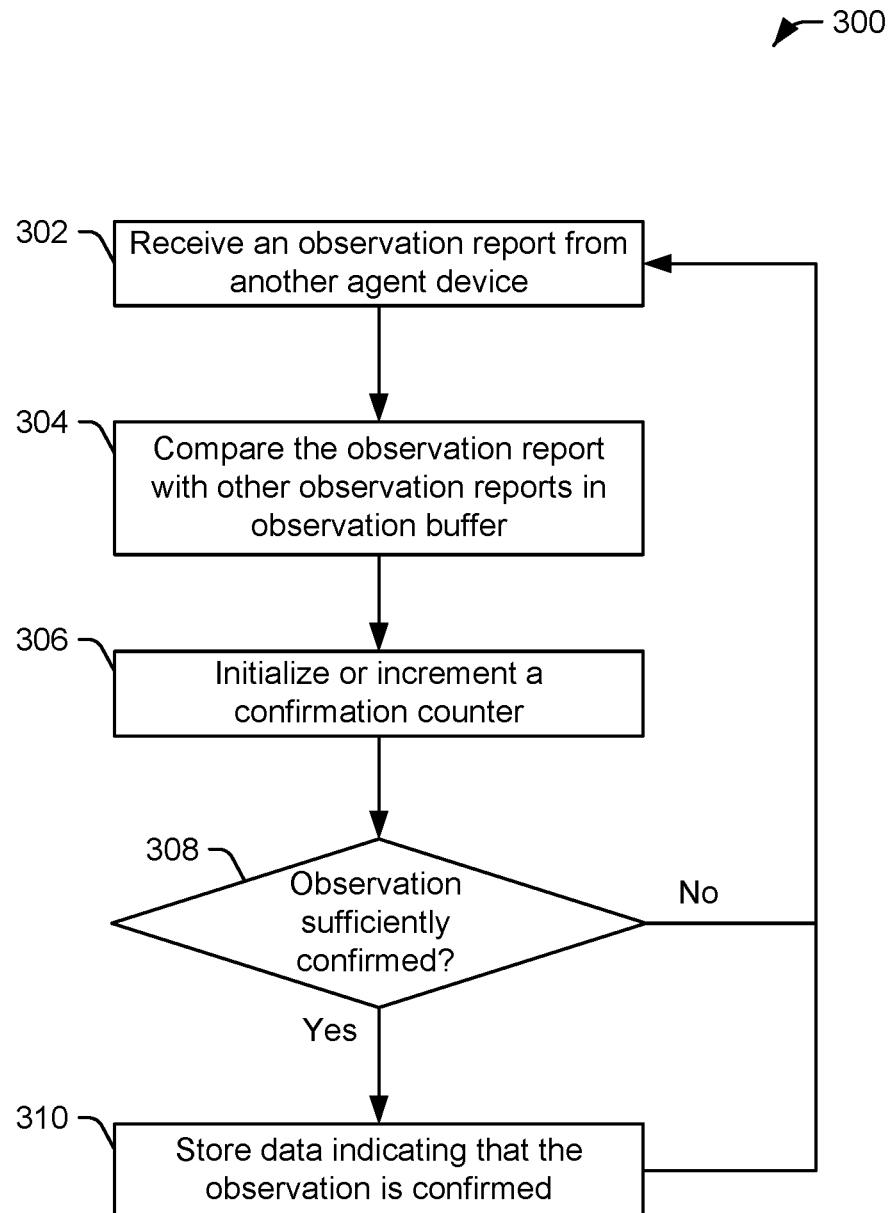 300
302
Receive an observation report from
another agent device
304
Compare the observation report
with other observation reports in
observation buffer
306
Initialize or increment a
confirmation counter
308
Observation
sufficiently
confirmed?
No
Yes
310
Store data indicating that the
observation is confirmed